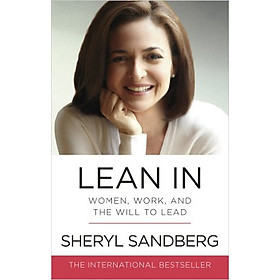 LEAN IN
WOMEN, WORK, AND
THE WILL TO LEAD
SHERYL SANDBERG
THE INTERNATIONAL BESTSELLER